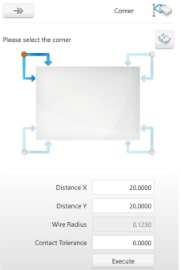 Corner
Please select the corner
Distance X 20.0000
Distance Y 20.0000
Wire Radius 0.1250
Contact Tolerance 0.0000
Execute